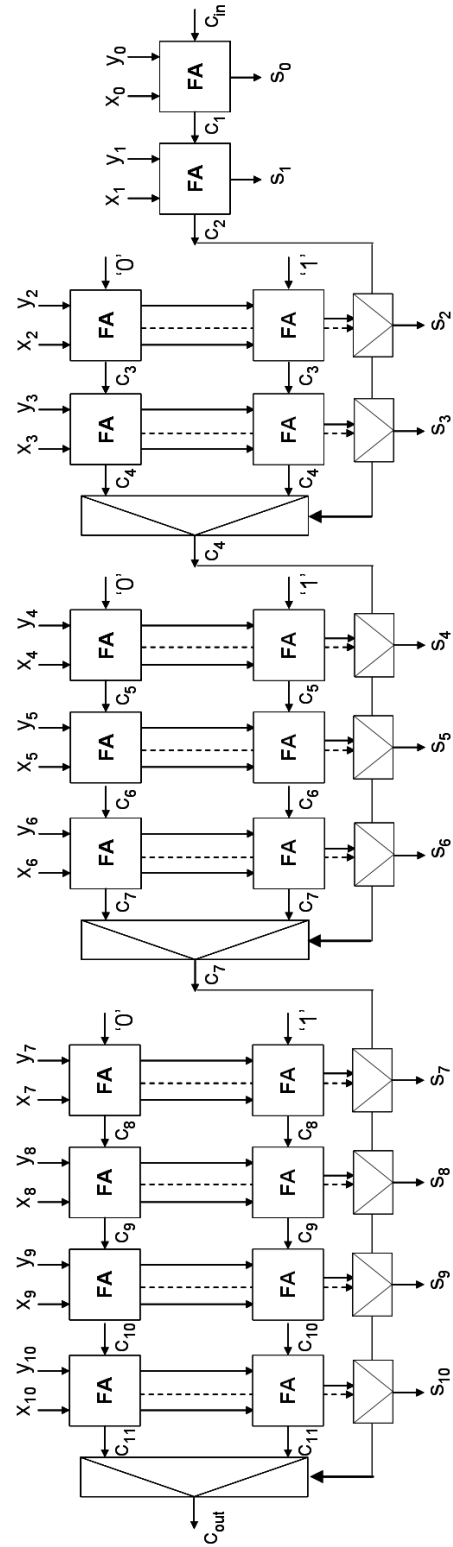 x10 y10 x9 y9 x8 y8 x7 y7 x6 y6 x5 y5 x4 y4 x3 y3 x2 y2 x1 y1 x0 y0
FA FA FA FA '0' FA FA FA '0' FA FA '0' FA FA cin
c11 c10 c9 c8 c7 c6 c5 c4 c3 c2 c1
cout c7 c4 s1 s0
FA FA FA FA '1' FA FA FA '1' FA FA '1'
c11 c10 c9 c8 c7 c6 c5 c4 c3
s10 s9 s8 s7 s6 s5 s4 s3 s2